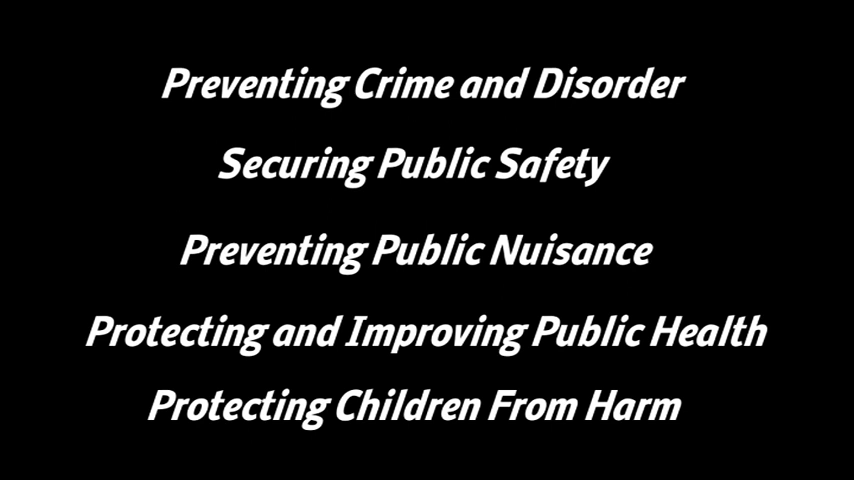 Preventing Crime and Disorder
Securing Public Safety
Preventing Public Nuisance
Protecting and Improving Public Health
Protecting Children From Harm